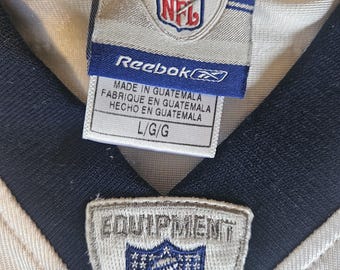 NFL
Reebok
MADE IN GUATEMALA
FABRIQUE EN GUATEMALA
HECHO EN GUATEMALA
L/G/G
EQUIPMENT